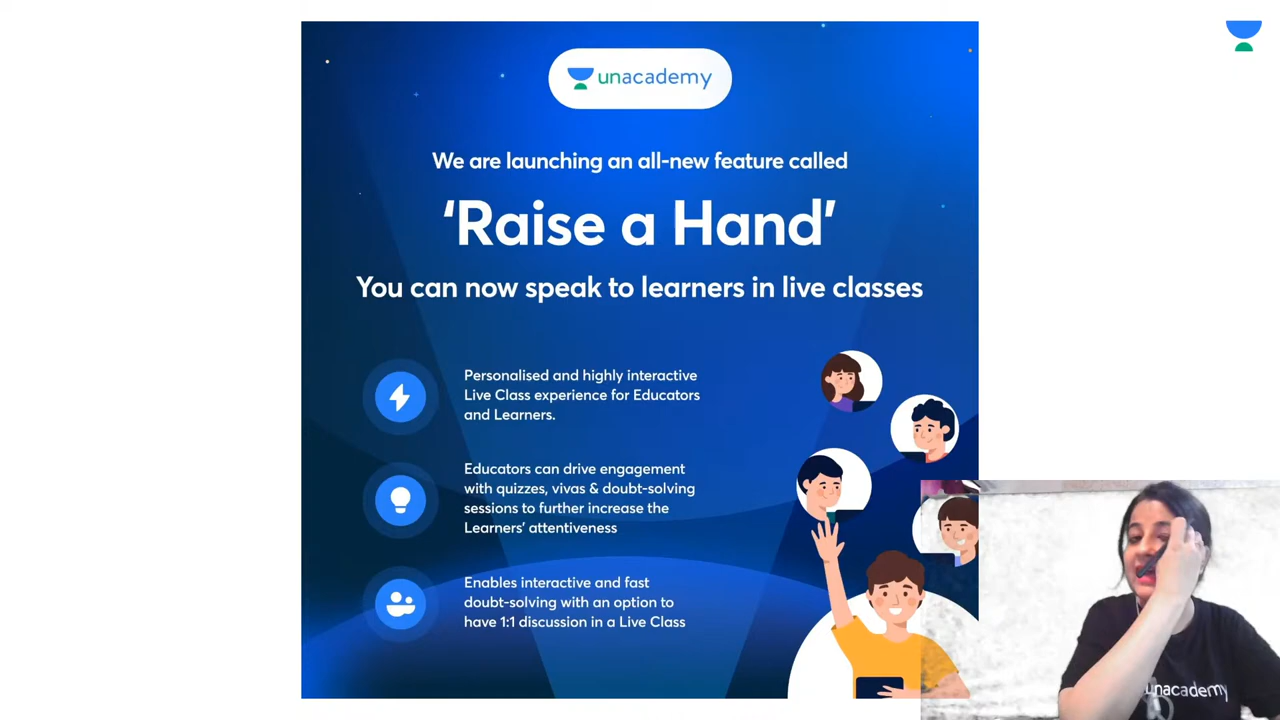 unacademy
We are launching an all-new feature called
‘Raise a Hand’
You can now speak to learners in live classes
Personalised and highly interactive
Live Class experience for Educators
and Learners.
Educators can drive engagement
with quizzes, vivas & doubt-solving
sessions to further increase the
Learners’ attentiveness
Enables interactive and fast
doubt-solving with an option to
have 1:1 discussion in a Live Class
unacademy